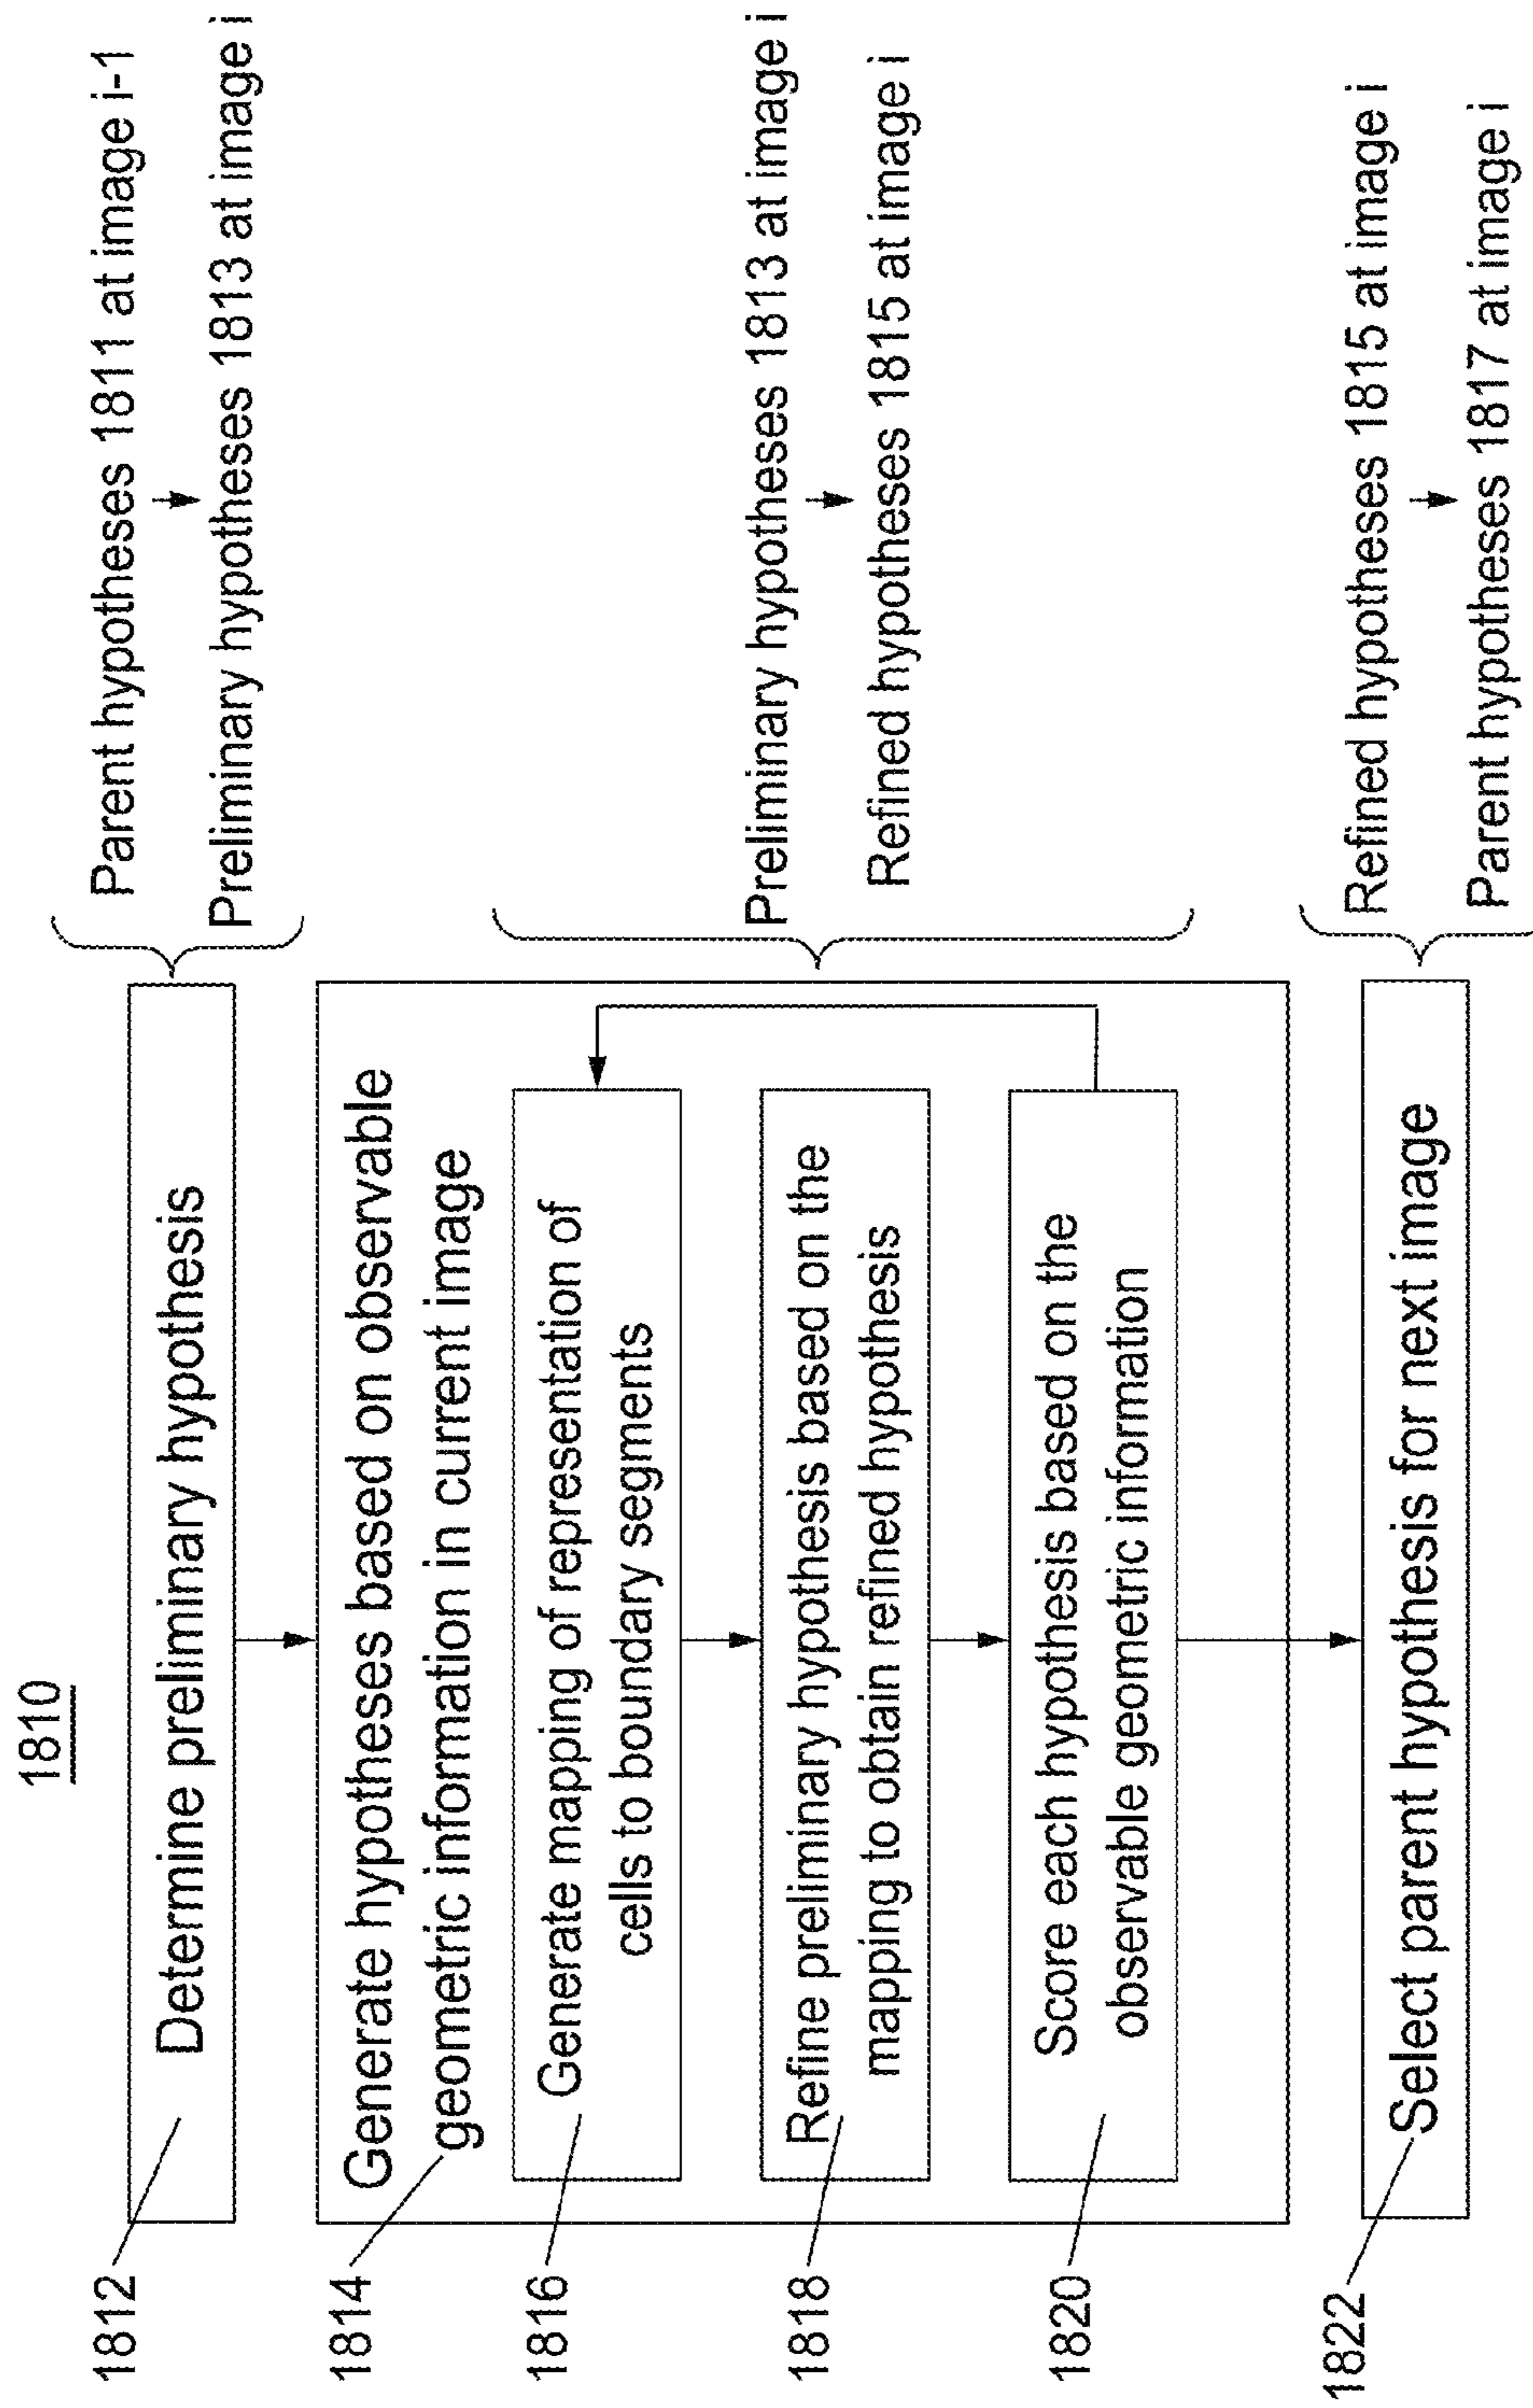 1810
1812
Determine preliminary hypothesis
Parent hypotheses 1811 at image i-1
Preliminary hypotheses 1813 at image i
1814
Generate hypotheses based on observable
geometric information in current image
1816
Generate mapping of representation of
cells to boundary segments
1818
Refine preliminary hypothesis based on the
mapping to obtain refined hypothesis
1820
Score each hypothesis based on the
observable geometric information
Preliminary hypotheses 1813 at image i
Refined hypotheses 1815 at image i
1822
Select parent hypothesis for next image
Refined hypotheses 1815 at image i
Parent hypotheses 1817 at image i